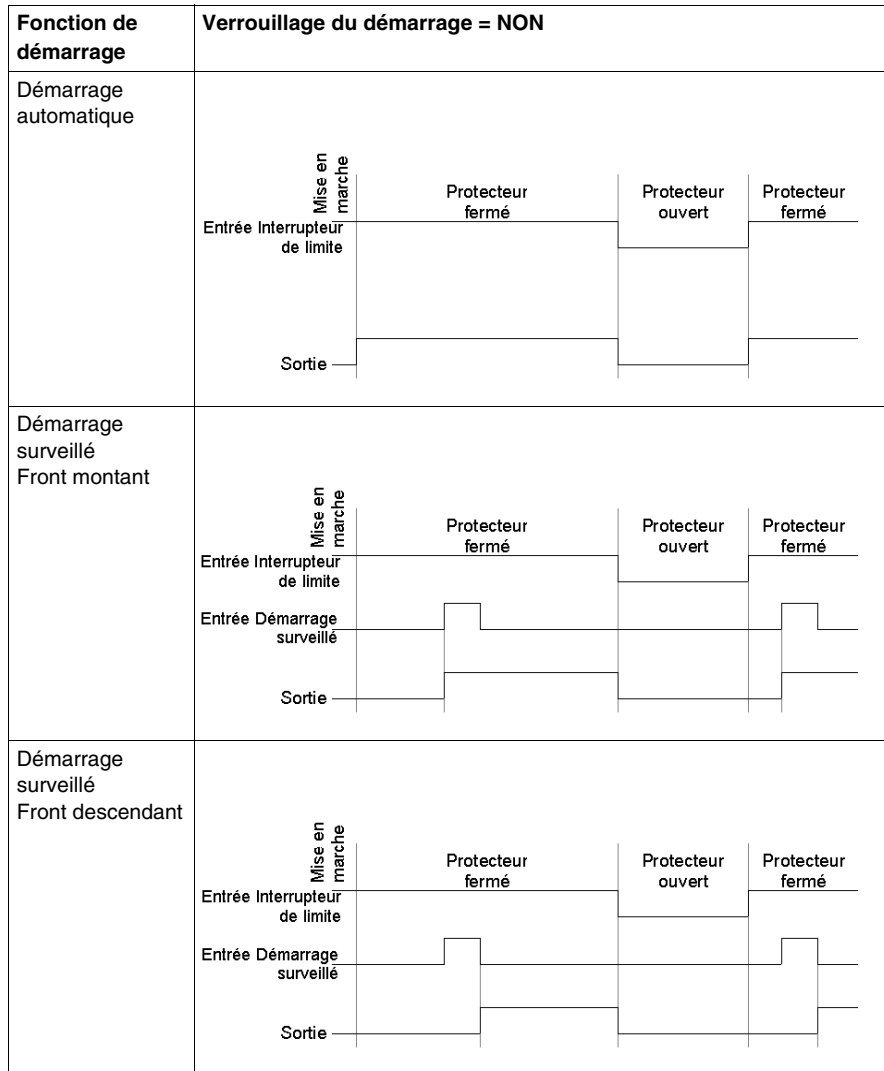 Fonction de
démarrage
Verrouillage du démarrage = NON
Démarrage
automatique
Mise en
marche
Protecteur
fermé
Protecteur
ouvert
Protecteur
fermé
Entrée Interrupteur
de limite
Sortie
Démarrage
surveillé
Front montant
Mise en
marche
Protecteur
fermé
Protecteur
ouvert
Protecteur
fermé
Entrée Interrupteur
de limite
Entrée Démarrage
surveillé
Sortie
Démarrage
surveillé
Front descendant
Mise en
marche
Protecteur
fermé
Protecteur
ouvert
Protecteur
fermé
Entrée Interrupteur
de limite
Entrée Démarrage
surveillé
Sortie